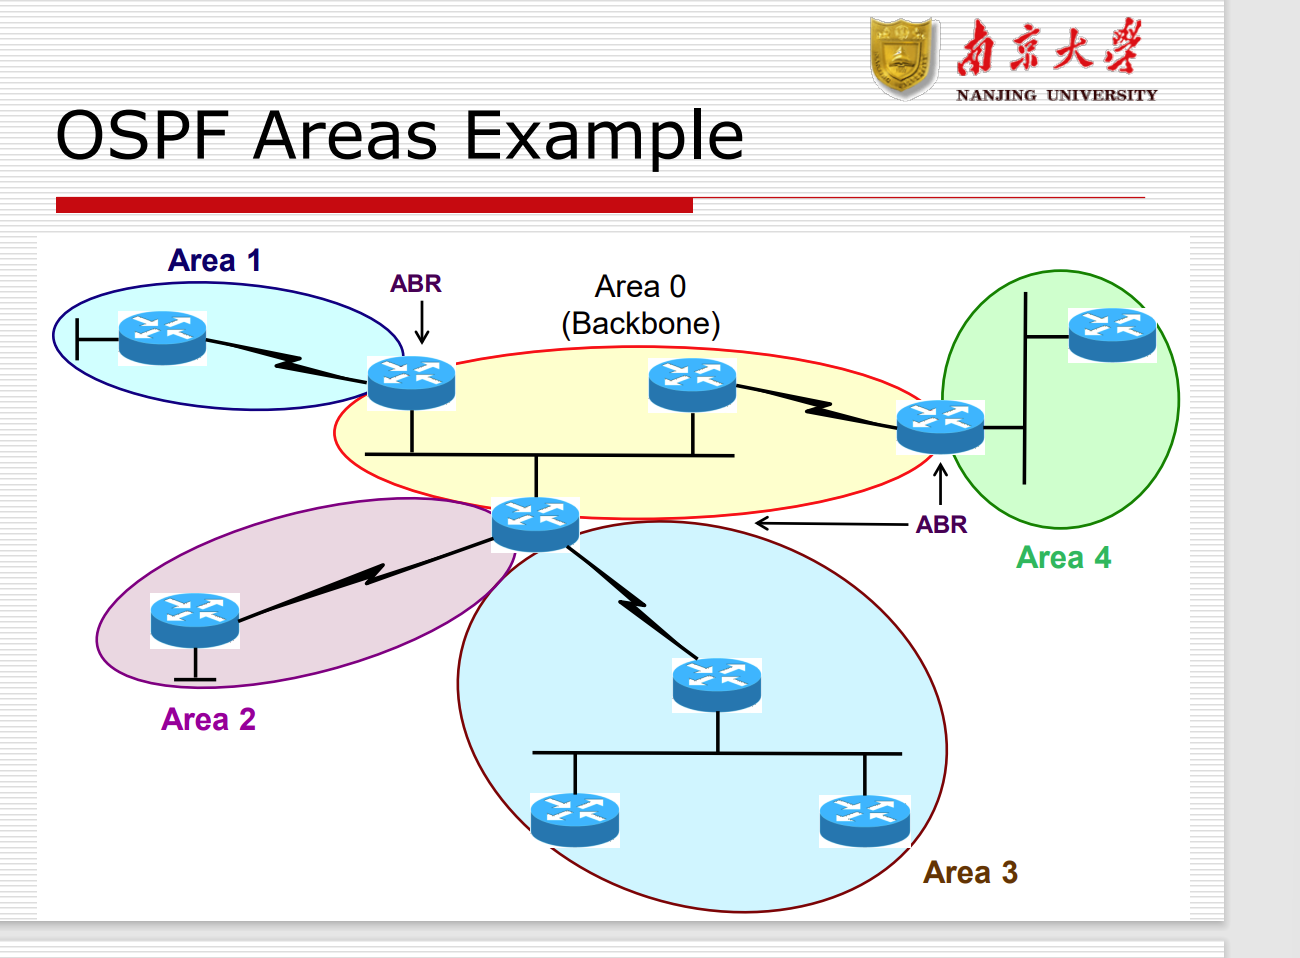 南京大學
NANJING UNIVERSITY
OSPF Areas Example
Area 1
ABR
Area 0
(Backbone)
ABR
Area 4
Area 2
Area 3